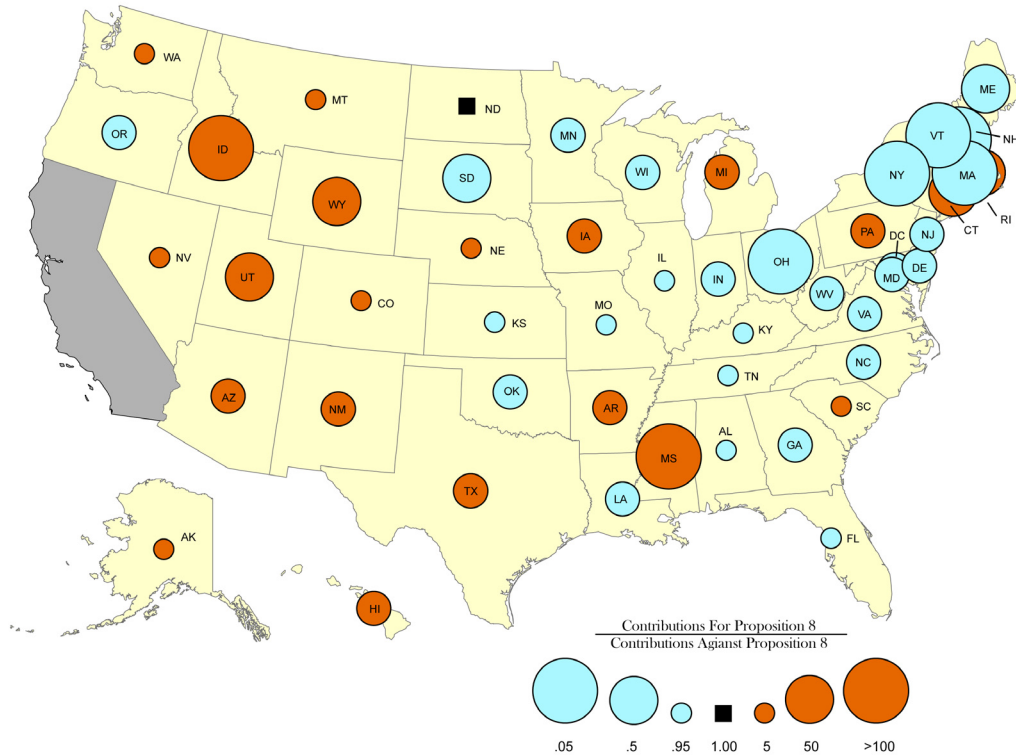 WA
MT
ND
ME
OR
MN
VT
NH
ID
SD
WI
MI
NY
MA
WY
RI
IA
PA
NJ
CT
DC
NV
NE
OH
UT
IL
IN
MD
DE
CO
MO
WV
KS
KY
VA
NC
TN
OK
AZ
NM
AR
SC
AL
GA
MS
TX
LA
AK
FL
HI
Contributions For Proposition 8
Contributions Agianst Proposition 8
.05 .5 .95 1.00 5 50 >100